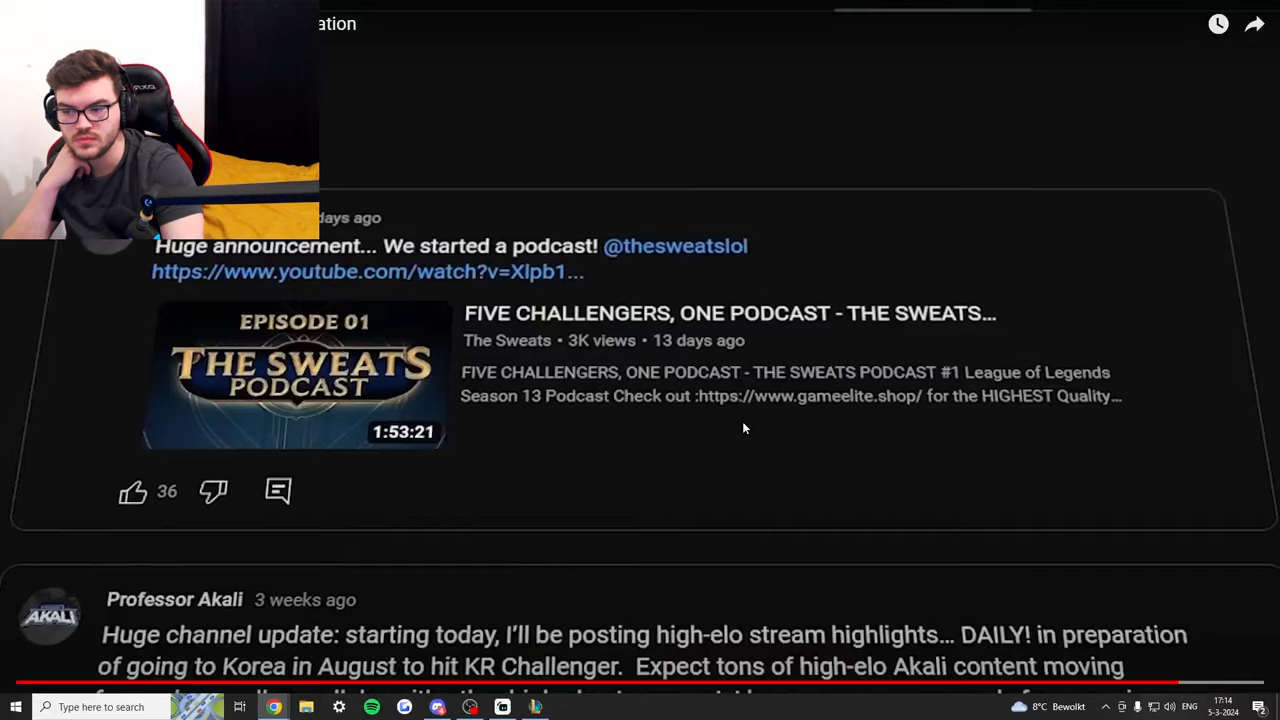 ation
days ago
Huge announcement... We started a podcast! @thesweatslol
https://www.youtube.com/watch?v=Xlpb1...
EPISODE 01
THE SWEATS
PODCAST
1:53:21
FIVE CHALLENGERS, ONE PODCAST - THE SWEATS...
The Sweats • 3K views • 13 days ago
FIVE CHALLENGERS, ONE PODCAST - THE SWEATS PODCAST #1 League of Legends
Season 13 Podcast Check out :https://www.gameelite.shop/ for the HIGHEST Quality...
36
AKALI
Professor Akali 3 weeks ago
Huge channel update: starting today, I'll be posting high-elo stream highlights... DAILY! in preparation
of going to Korea in August to hit KR Challenger. Expect tons of high-elo Akali content moving
Type here to search
8°C Bewolkt
17:14
5-3-2024
2